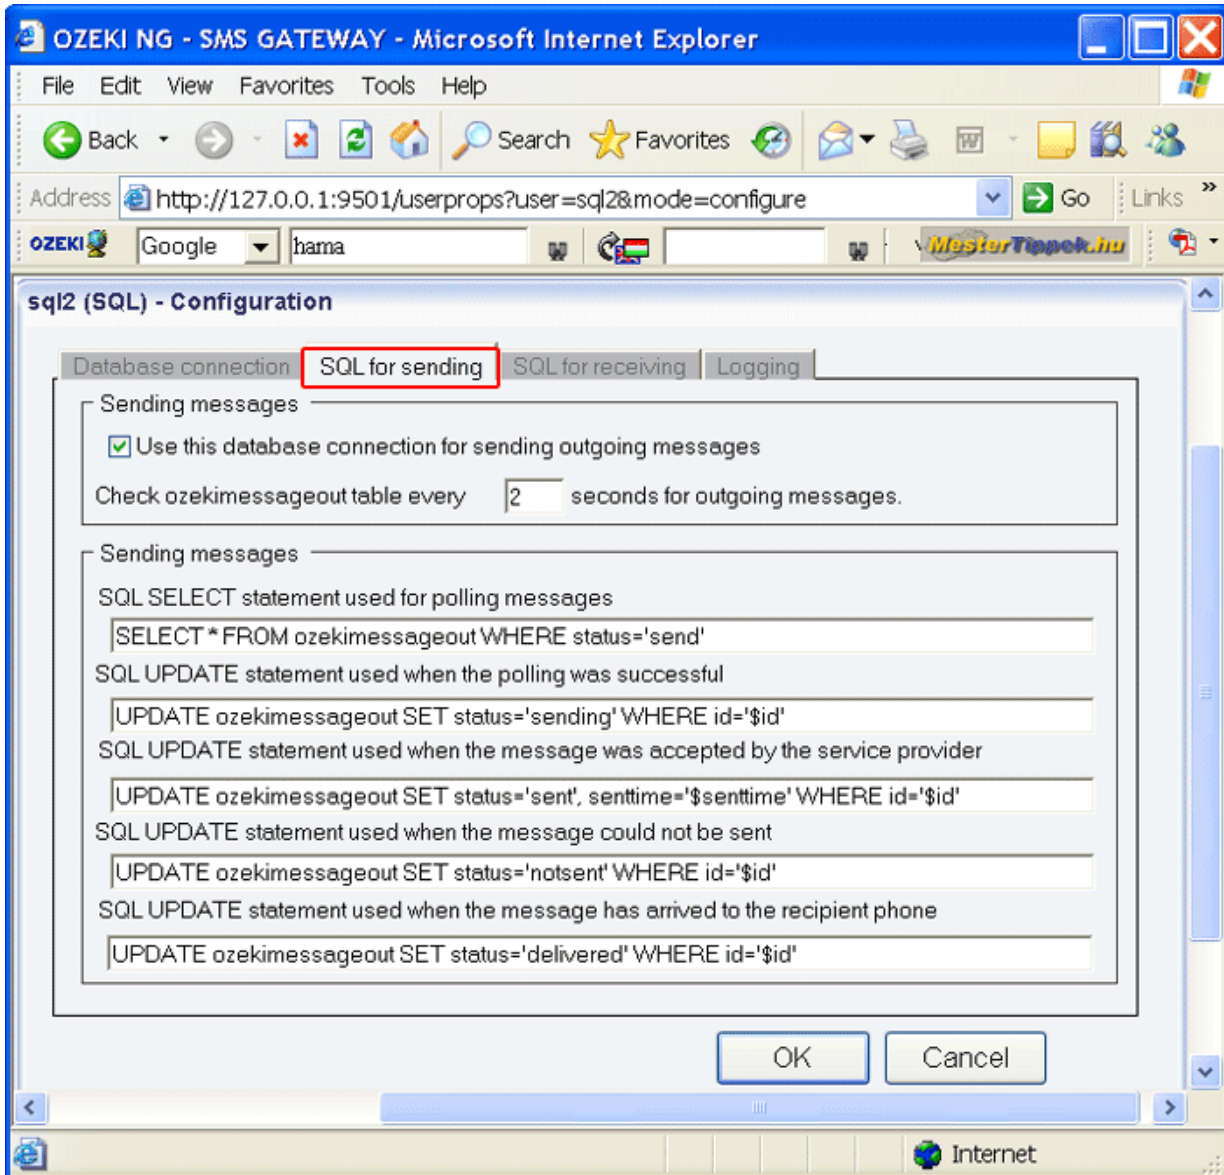 OZEKI NG - SMS GATEWAY - Microsoft Internet Explorer
File Edit View Favorites Tools Help
Back Search Favorites
Address http://127.0.0.1:9501/userprops?user=sql2&mode=configure Go Links »
OZEKI Google hama MesterTippek.hu
sql2 (SQL) - Configuration
Database connection SQL for sending SQL for receiving Logging
Sending messages
Use this database connection for sending outgoing messages
Check ozekimessageout table every 2 seconds for outgoing messages.
Sending messages
SQL SELECT statement used for polling messages
SELECT * FROM ozekimessageout WHERE status='send'
SQL UPDATE statement used when the polling was successful
UPDATE ozekimessageout SET status='sending' WHERE id='$id'
SQL UPDATE statement used when the message was accepted by the service provider
UPDATE ozekimessageout SET status='sent', senttime='$senttime' WHERE id='$id'
SQL UPDATE statement used when the message could not be sent
UPDATE ozekimessageout SET status='notsent' WHERE id='$id'
SQL UPDATE statement used when the message has arrived to the recipient phone
UPDATE ozekimessageout SET status='delivered' WHERE id='$id'
OK Cancel
Internet